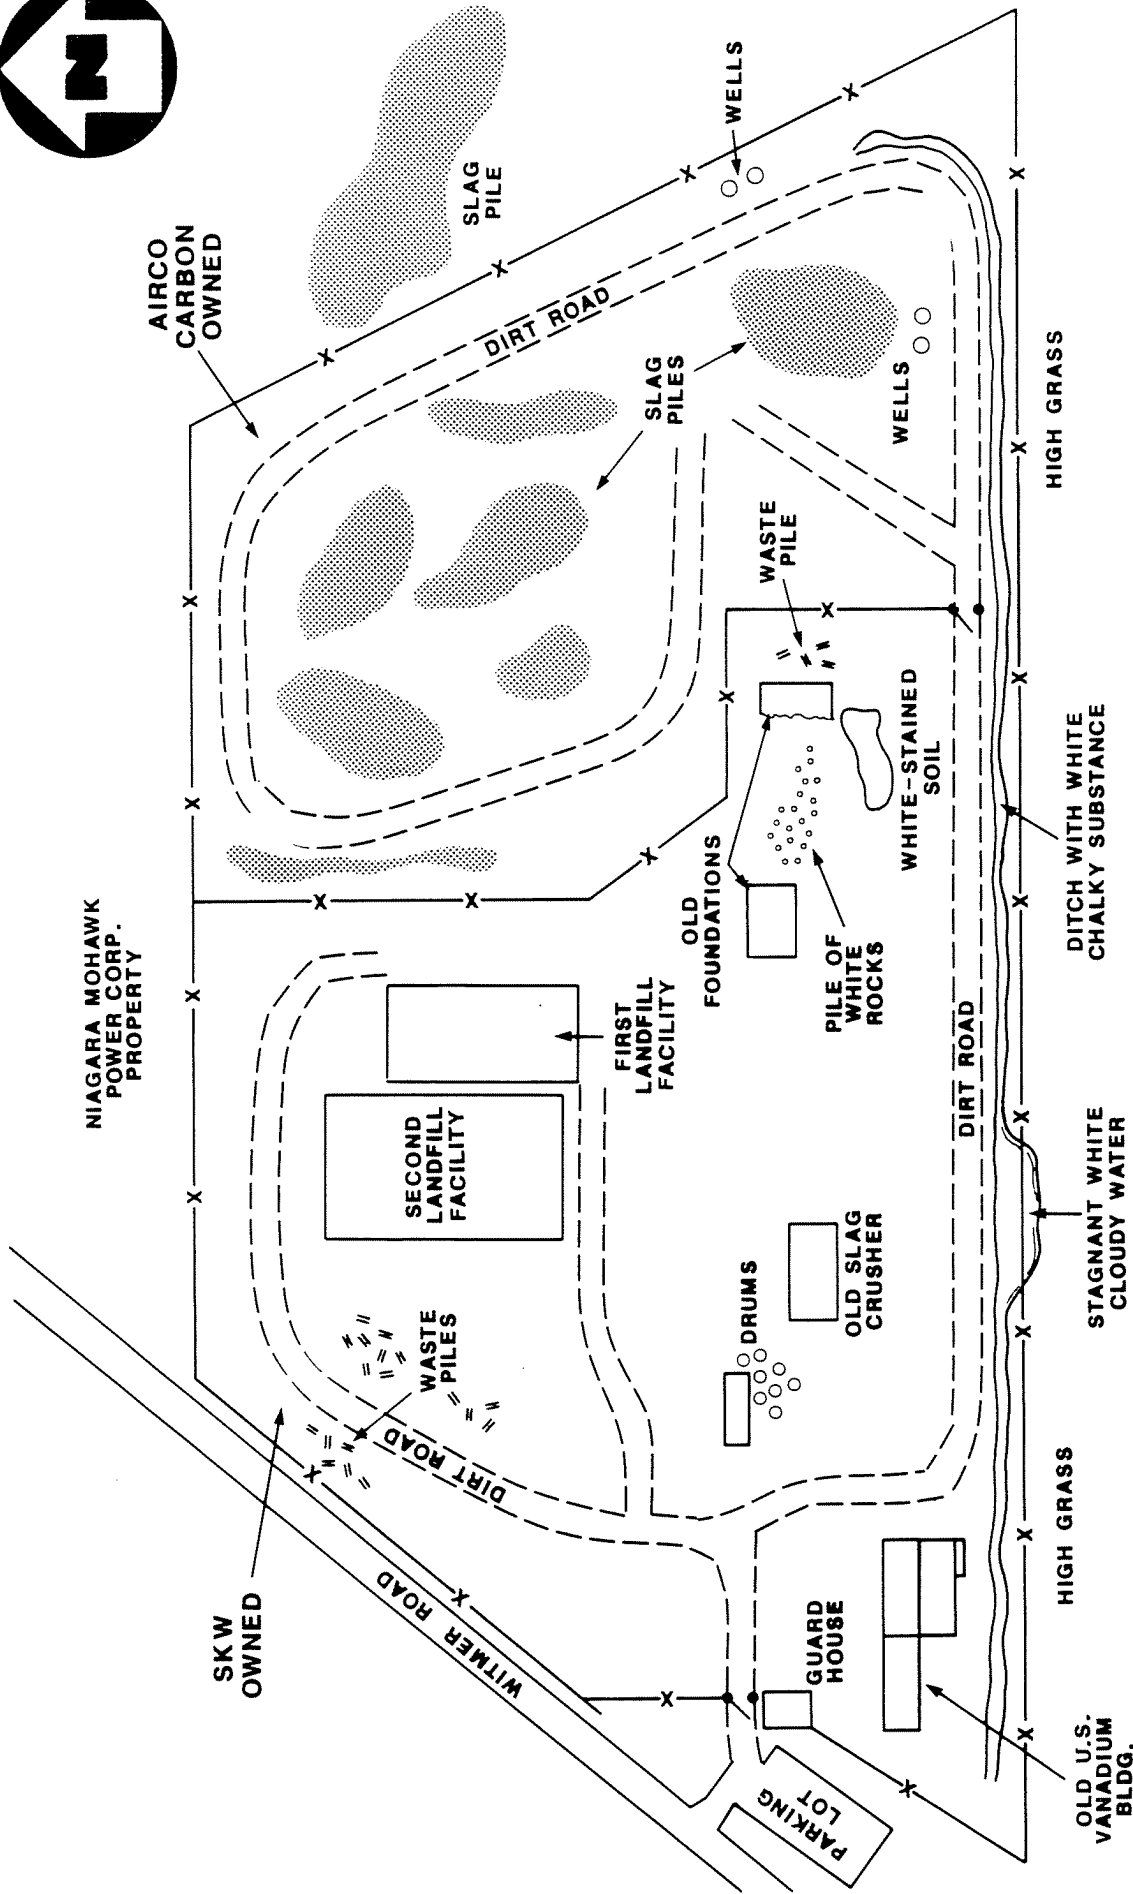 N
NIAGARA MOHAWK
POWER CORP.
PROPERTY
AIRCO
CARBON
OWNED
SKW
OWNED
WITMER ROAD
DIRT ROAD
WASTE
PILES
SECOND
LANDFILL
FACILITY
FIRST
LANDFILL
FACILITY
SLAG
PILE
DIRT ROAD
SLAG
PILES
WELLS
WELLS
WASTE
PILE
OLD
FOUNDATIONS
PILE OF
WHITE
ROCKS
WHITE-STAINED
SOIL
DRUMS
OLD SLAG
CRUSHER
DIRT ROAD
GUARD
HOUSE
PARKING
LOT
OLD U.S.
VANADIUM
BLDG.
HIGH GRASS
STAGNANT WHITE
CLOUDY WATER
DITCH WITH WHITE
CHALKY SUBSTANCE
HIGH GRASS